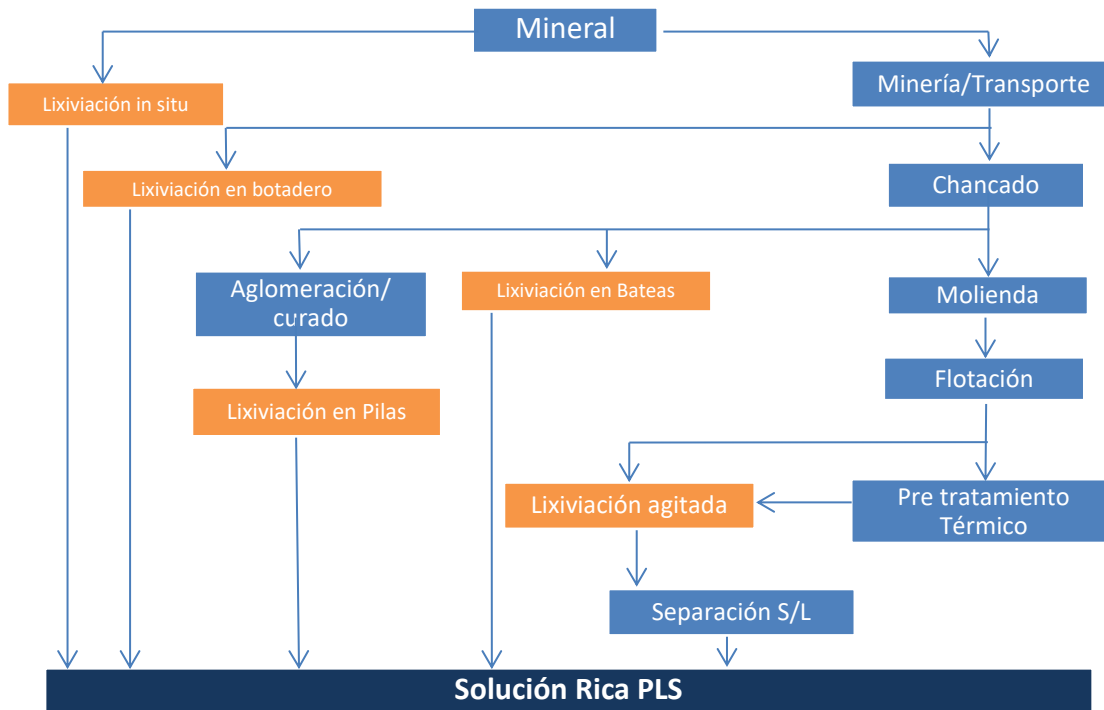 Mineral
Lixiviación in situ
Minería/Transporte
Lixiviación en botadero
Chancado
Aglomeración/
curado
Lixiviación en Bateas
Molienda
Flotación
Lixiviación en Pilas
Lixiviación agitada
Pre tratamiento
Térmico
Separación S/L
Solución Rica PLS